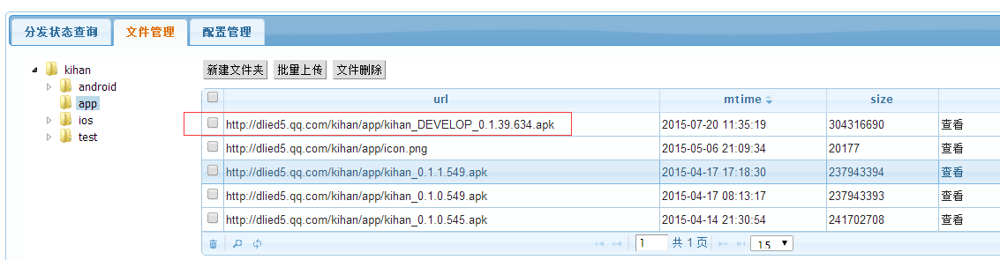 分发状态查询 文件管理 配置管理
kihan
android
app
ios
test
新建文件夹 批量上传 文件删除
url mtime size
http://dlied5.qq.com/kihan/app/kihan_DEVELOP_0.1.39.634.apk 2015-07-20 11:35:19 304316690 查看
http://dlied5.qq.com/kihan/app/icon.png 2015-05-06 21:09:34 20177 查看
http://dlied5.qq.com/kihan/app/kihan_0.1.1.549.apk 2015-04-17 17:18:30 237943394 查看
http://dlied5.qq.com/kihan/app/kihan_0.1.0.549.apk 2015-04-17 08:13:17 237943393 查看
http://dlied5.qq.com/kihan/app/kihan_0.1.0.545.apk 2015-04-14 21:30:54 241702708 查看
1 共 1 页 15